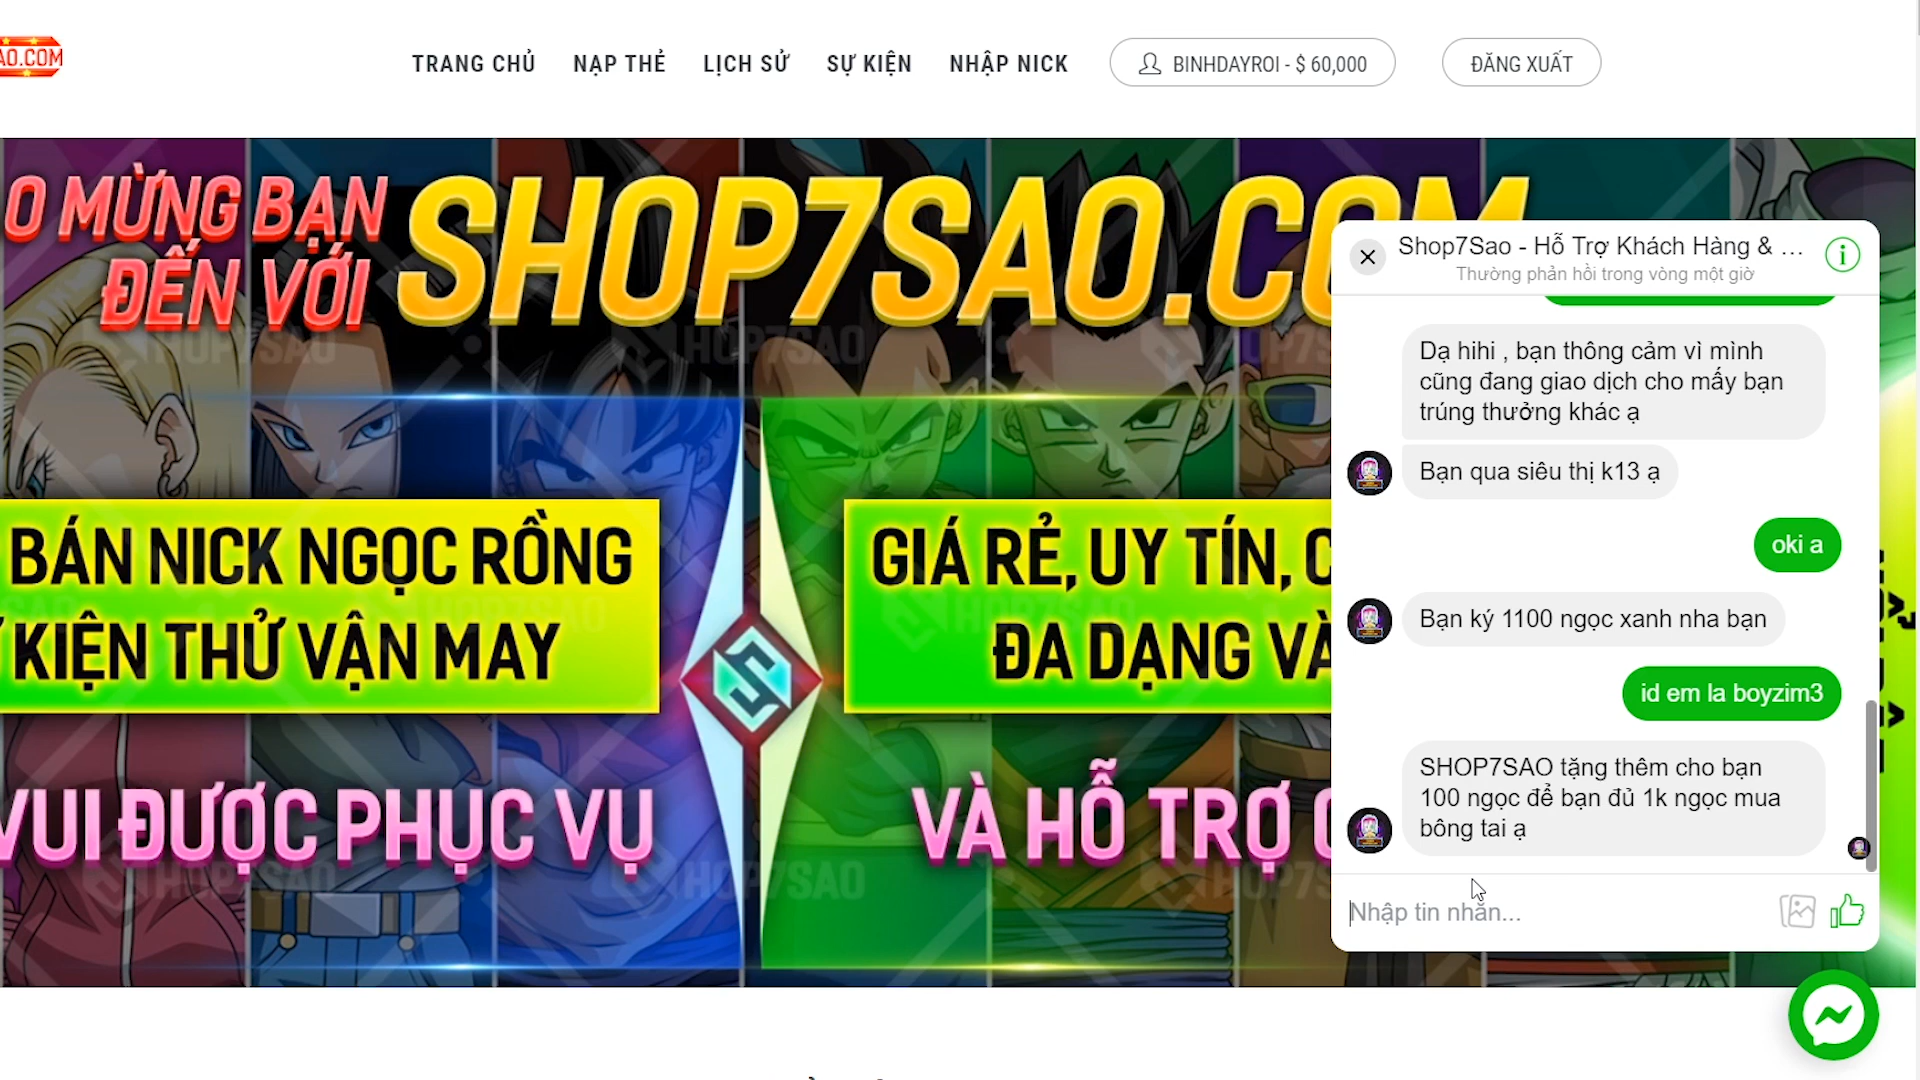 AO.COM
TRANG CHỦ NẠP THẺ LỊCH SỬ SỰ KIỆN NHẬP NICK BINHDAYROI - $ 60,000 ĐĂNG XUẤT
O MỪNG BẠN
ĐẾN VỚI
SHOP7SAO.COM
BÁN NICK NGỌC RỒNG
KIỆN THỬ VẬN MAY
VUI ĐƯỢC PHỤC VỤ
GIÁ RẺ, UY TÍN, C
ĐA DẠNG VÀ
VÀ HỖ TRỢ
Shop7Sao - Hỗ Trợ Khách Hàng & ...
Thường phản hồi trong vòng một giờ
Dạ hihi , bạn thông cảm vì mình
cũng đang giao dịch cho mấy bạn
trúng thưởng khác ạ
Bạn qua siêu thị k13 ạ
oki a
Bạn ký 1100 ngọc xanh nha bạn
id em la boyzim3
SHOP7SAO tặng thêm cho bạn
100 ngọc để bạn đủ 1k ngọc mua
bông tai ạ
Nhập tin nhắn...